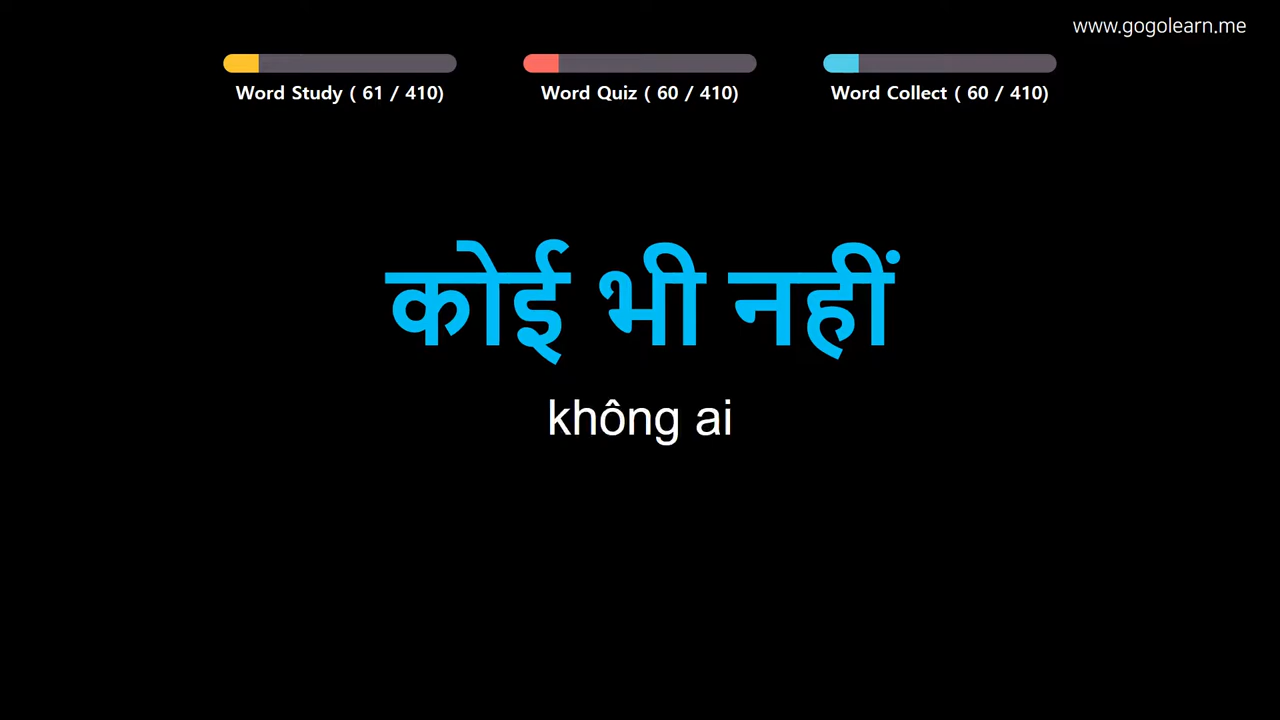 www.gogolearn.me
Word Study ( 61 / 410)
Word Quiz ( 60 / 410)
Word Collect ( 60 / 410)
कोई भी नहीं
không ai